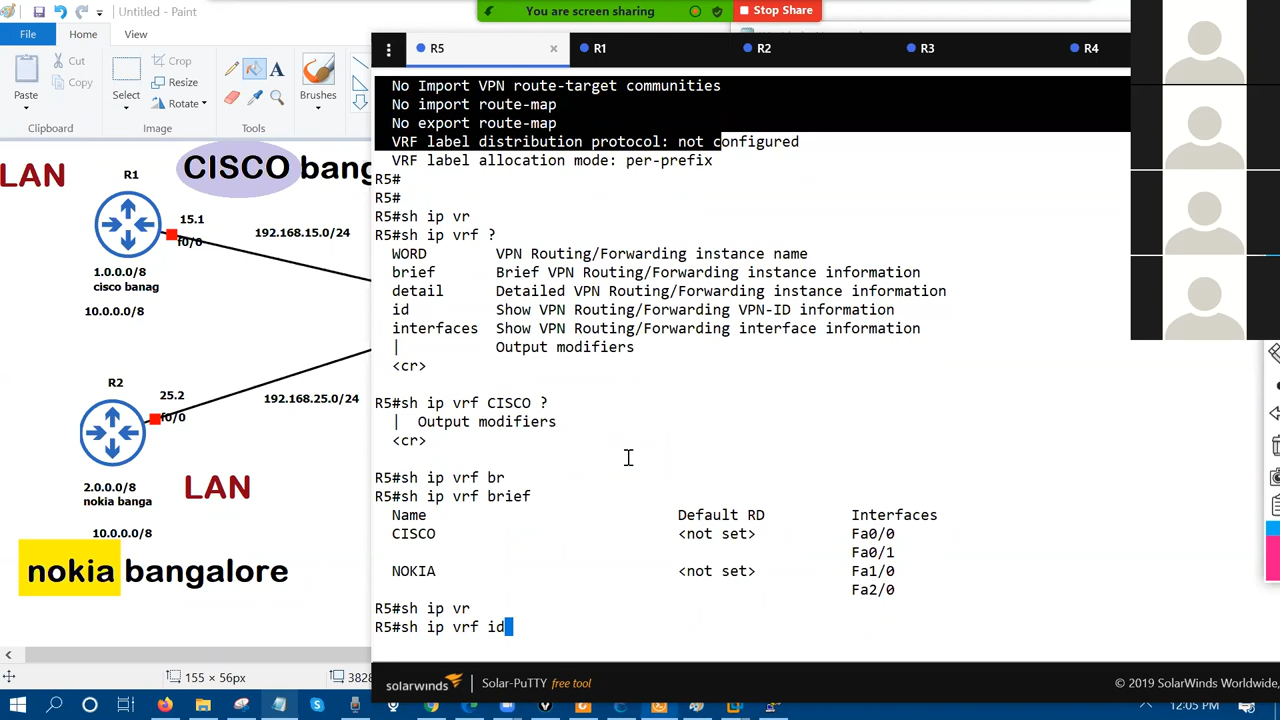 Untitled - Paint
You are screen sharing
Stop Share
File
Home
View
Paste
Cut
Copy
Clipboard
Select
Crop
Resize
Rotate
Image
A
Tools
Brushes
R5
R1
R2
R3
R4
No Import VPN route-target communities
No import route-map
No export route-map
VRF label distribution protocol: not configured
VRF label allocation mode: per-prefix
R5#
R5#
R5#sh ip vr
R5#sh ip vrf ?
WORD VPN Routing/Forwarding instance name
brief Brief VPN Routing/Forwarding instance information
detail Detailed VPN Routing/Forwarding instance information
id Show VPN Routing/Forwarding VPN-ID information
interfaces Show VPN Routing/Forwarding interface information
| Output modifiers
<cr>
R5#sh ip vrf CISCO ?
| Output modifiers
<cr>
R5#sh ip vrf br
R5#sh ip vrf brief
Name Default RD Interfaces
CISCO <not set> Fa0/0
Fa0/1
NOKIA <not set> Fa1/0
Fa2/0
R5#sh ip vr
R5#sh ip vrf id
LAN
R1
CISCO bang
15.1
f0/0
192.168.15.0/24
1.0.0.0/8
cisco banag
10.0.0.0/8
R2
25.2
f0/0
192.168.25.0/24
2.0.0.0/8
nokia banga
LAN
10.0.0.0/8
nokia bangalore
155 × 56px
3828
solarwinds
Solar-PuTTY free tool
© 2019 SolarWinds Worldwide,
12:05 PM